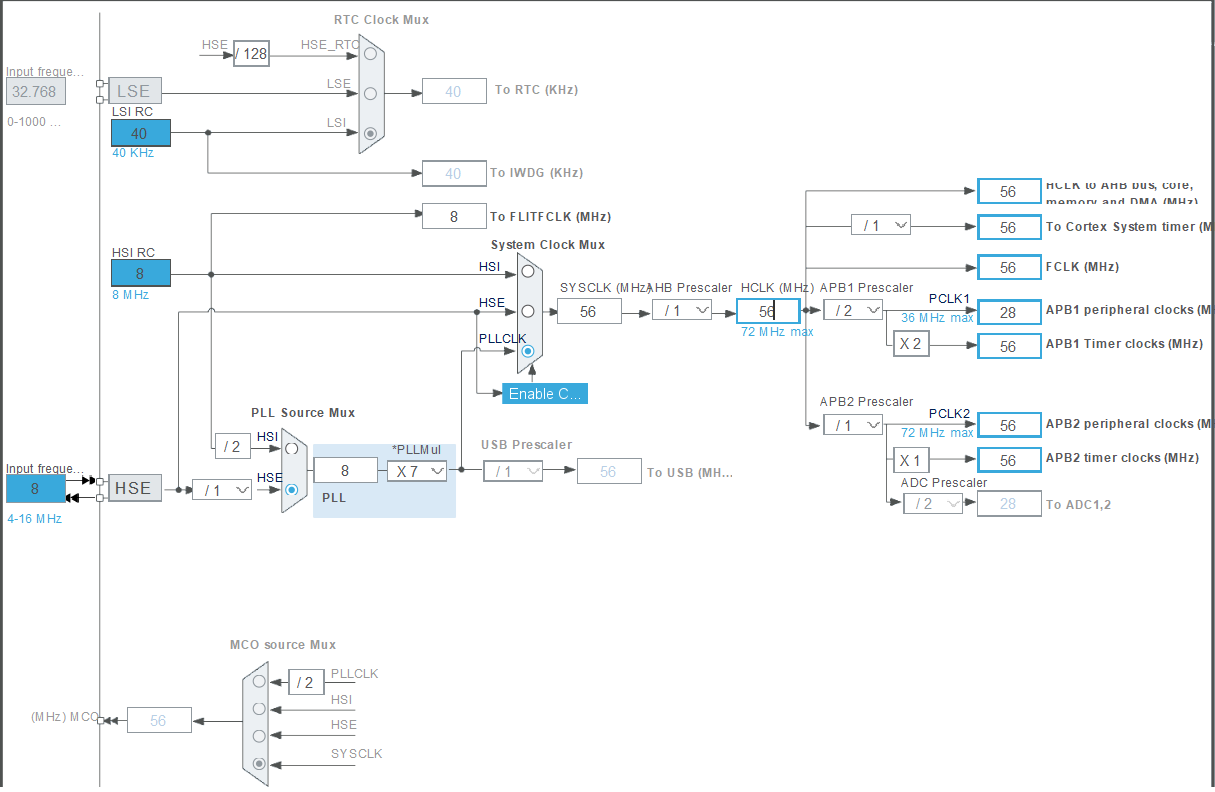 RTC Clock Mux
HSE
/ 128
HSE_RTC
Input freque...
32.768
0-1000 ...
LSE
LSE
40
To RTC (KHz)
LSI RC
40
40 KHz
LSI
40
To IWDG (KHz)
8
To FLITFCLK (MHz)
HSI RC
8
8 MHz
System Clock Mux
HSI
HSE
PLLCLK
SYSCLK (MHz)
56
AHB Prescaler
/ 1
HCLK (MHz)
56
72 MHz max
Enable C...
56
HCLK to AHB bus, core,
memory and DMA (MHz)
/ 1
56
To Cortex System timer (M
56
FCLK (MHz)
APB1 Prescaler
/ 2
PCLK1
36 MHz max
28
APB1 peripheral clocks (M
X 2
56
APB1 Timer clocks (MHz)
APB2 Prescaler
/ 1
PCLK2
72 MHz max
56
APB2 peripheral clocks (M
X 1
56
APB2 timer clocks (MHz)
ADC Prescaler
/ 2
28
To ADC1,2
PLL Source Mux
/ 2
HSI
HSE
Input freque...
8
4-16 MHz
HSE
/ 1
8
*PLLMul
X 7
PLL
USB Prescaler
/ 1
56
To USB (MH...
MCO source Mux
/ 2
PLLCLK
HSI
HSE
SYSCLK
(MHz) MCO
56